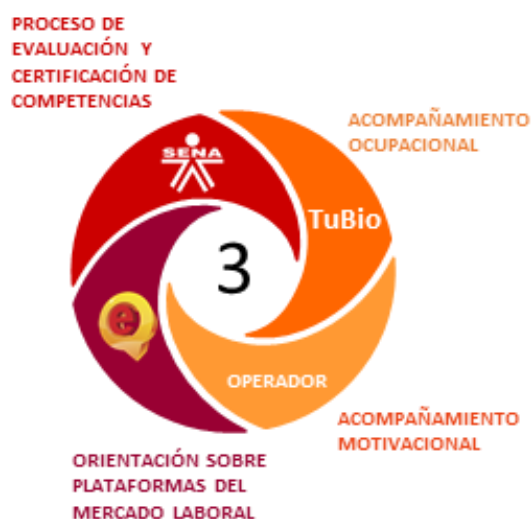 PROCESO DE
EVALUACIÓN Y
CERTIFICACIÓN DE
COMPETENCIAS
ACOMPAÑAMIENTO
OCUPACIONAL
SENA
TuBio
3
e
OPERADOR
ACOMPAÑAMIENTO
MOTIVACIONAL
ORIENTACIÓN SOBRE
PLATAFORMAS DEL
MERCADO LABORAL